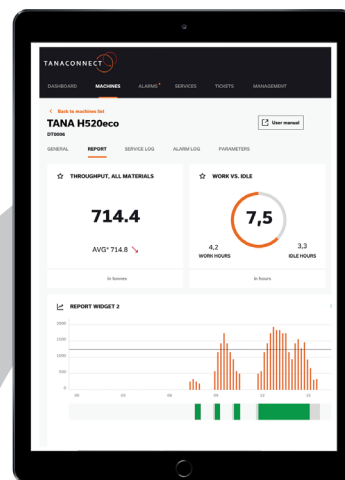 TANACONNECT
DASHBOARD MACHINES ALARMS SERVICES TICKETS MANAGEMENT
< Back to machines list
TANA H520eco
DT0006
User manual
GENERAL REPORT SERVICE LOG ALARM LOG PARAMETERS
THROUGHPUT, ALL MATERIALS
714.4
AVG* 714.8
in tonnes
WORK VS. IDLE
7,5
4,2
WORK HOURS
3,3
IDLE HOURS
in hours
REPORT WIDGET 2
2000
1500
1000
500
0